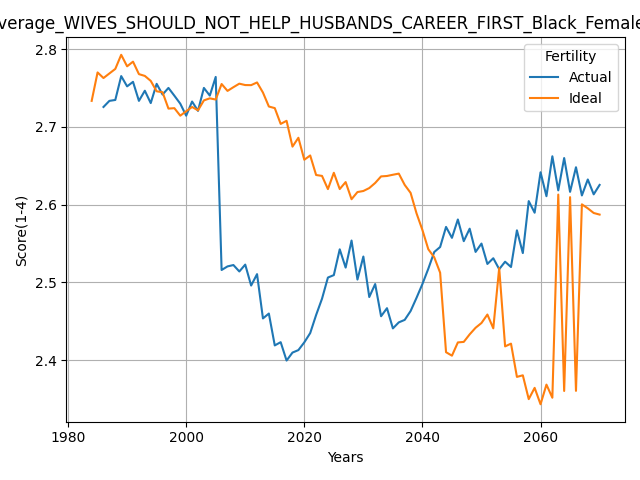 verage_WIVES_SHOULD_NOT_HELP_HUSBANDS_CAREER_FIRST_Black_Female
Fertility
Actual
Ideal
Score(1-4)
2.8
2.7
2.6
2.5
2.4
1980 2000 2020 2040 2060
Years